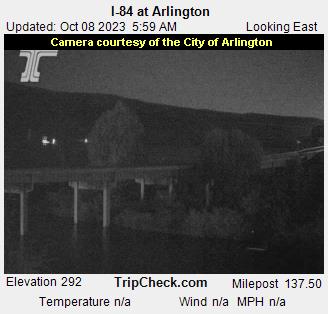 I-84 at Arlington
Updated: Oct 08 2023 5:59 AM Looking East
Camera courtesy of the City of Arlington
Elevation 292 TripCheck.com Milepost 137.50
Temperature n/a Wind n/a MPH n/a